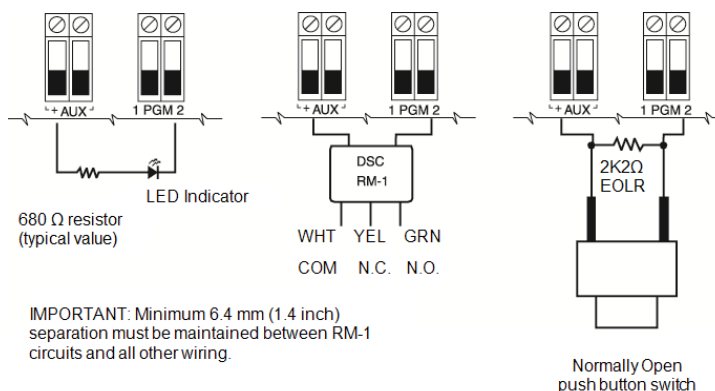 + AUX
1 PGM 2
LED Indicator
680 Ω resistor
(typical value)
+ AUX
1 PGM 2
DSC
RM-1
WHT YEL GRN
COM N.C. N.O.
IMPORTANT: Minimum 6.4 mm (1.4 inch)
separation must be maintained between RM-1
circuits and all other wiring.
+ AUX
1 PGM 2
2K2Ω
EOLR
Normally Open
push button switch